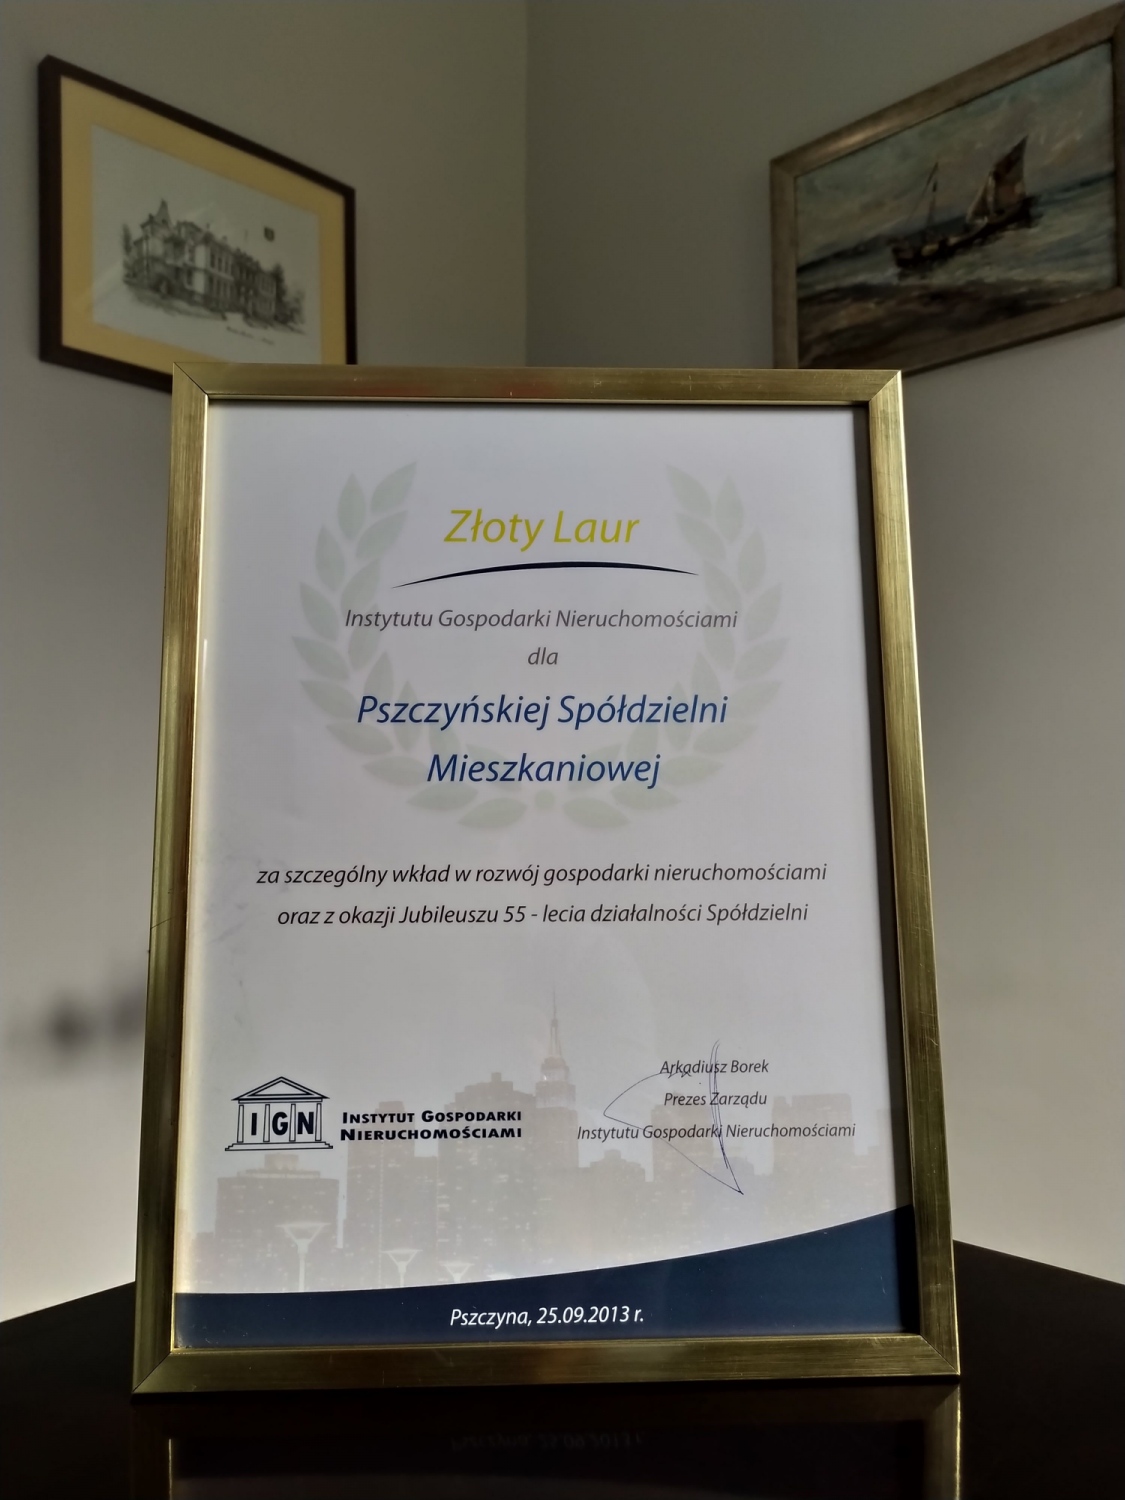 Złoty Laur
Instytutu Gospodarki Nieruchomościami
dla
Pszczyńskiej Spółdzielni
Mieszkaniowej
za szczególny wkład w rozwój gospodarki nieruchomościami
oraz z okazji Jubileuszu 55 - lecia działalności Spółdzielni
IGN
INSTYTUT GOSPODARKI
NIERUCHOMOŚCIAMI
Arkadiusz Borek
Prezes Zarządu
Instytutu Gospodarki Nieruchomościami
Pszczyna, 25.09.2013 r.